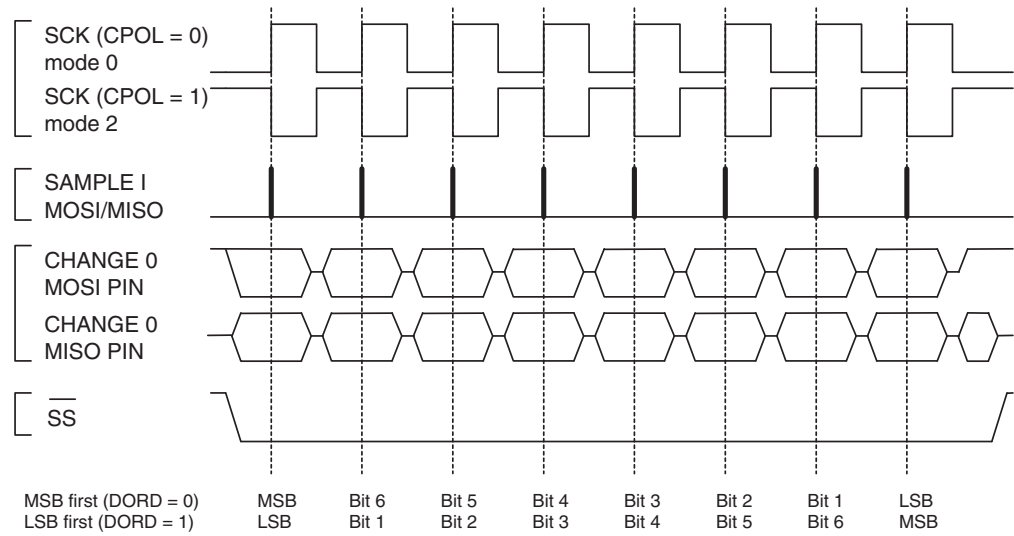 SCK (CPOL = 0)
mode 0
SCK (CPOL = 1)
mode 2
SAMPLE I
MOSI/MISO
CHANGE 0
MOSI PIN
CHANGE 0
MISO PIN
SS
MSB first (DORD = 0) MSB Bit 6 Bit 5 Bit 4 Bit 3 Bit 2 Bit 1 LSB
LSB first (DORD = 1) LSB Bit 1 Bit 2 Bit 3 Bit 4 Bit 5 Bit 6 MSB